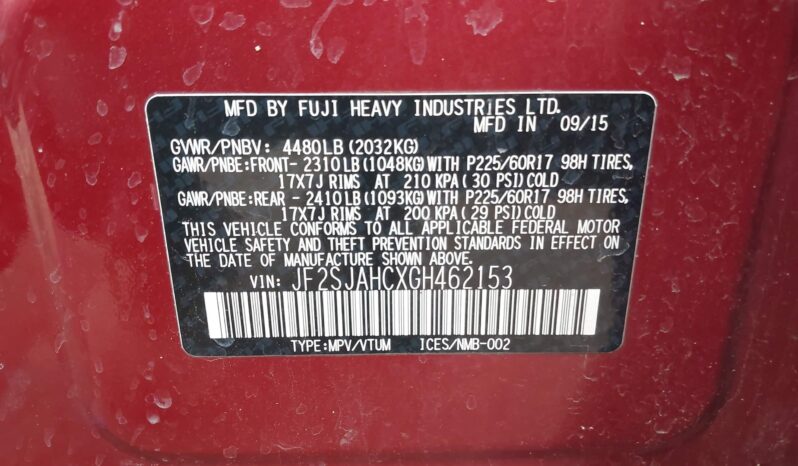 MFD BY FUJI HEAVY INDUSTRIES LTD.
MFD IN 09/15
GVWR/PNBV: 4480LB (2032KG)
GAWR/PNBE:FRONT- 2310 LB (1048KG) WITH P225/60R17 98H TIRES,
17X7J RIMS AT 210 KPA ( 30 PSI) COLD
GAWR/PNBE:REAR - 2410 LB (1093KG) WITH P225/60R17 98H TIRES,
17X7J RIMS AT 200 KPA ( 29 PSI) COLD
THIS VEHICLE CONFORMS TO ALL APPLICABLE FEDERAL MOTOR
VEHICLE SAFETY AND THEFT PREVENTION STANDARDS IN EFFECT ON
THE DATE OF MANUFACTURE SHOWN ABOVE.
VIN: JF2SJAHCXGH462153
TYPE:MPV/VTUM ICES/NMB-002